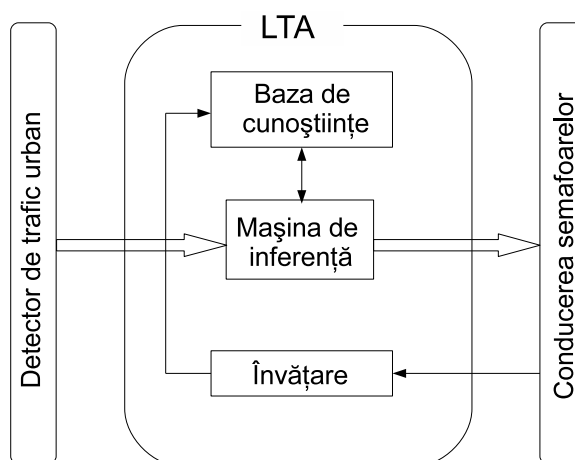 LTA
Baza de
cunoştiinţe
Maşina de
inferenţă
Învăţare
Detector de trafic urban
Conducerea semafoarelor